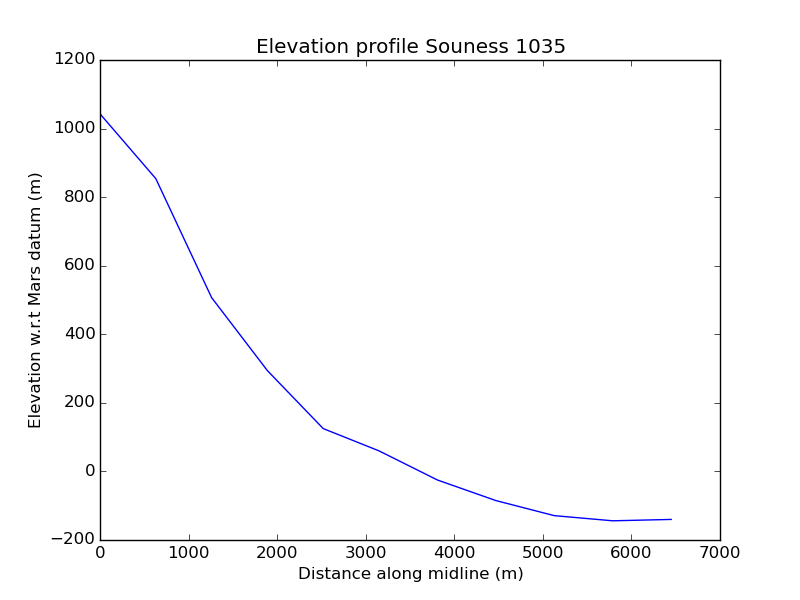 Elevation profile Souness 1035
1200
1000
800
600
400
200
0
−200
Elevation w.r.t Mars datum (m)
0 1000 2000 3000 4000 5000 6000 7000
Distance along midline (m)